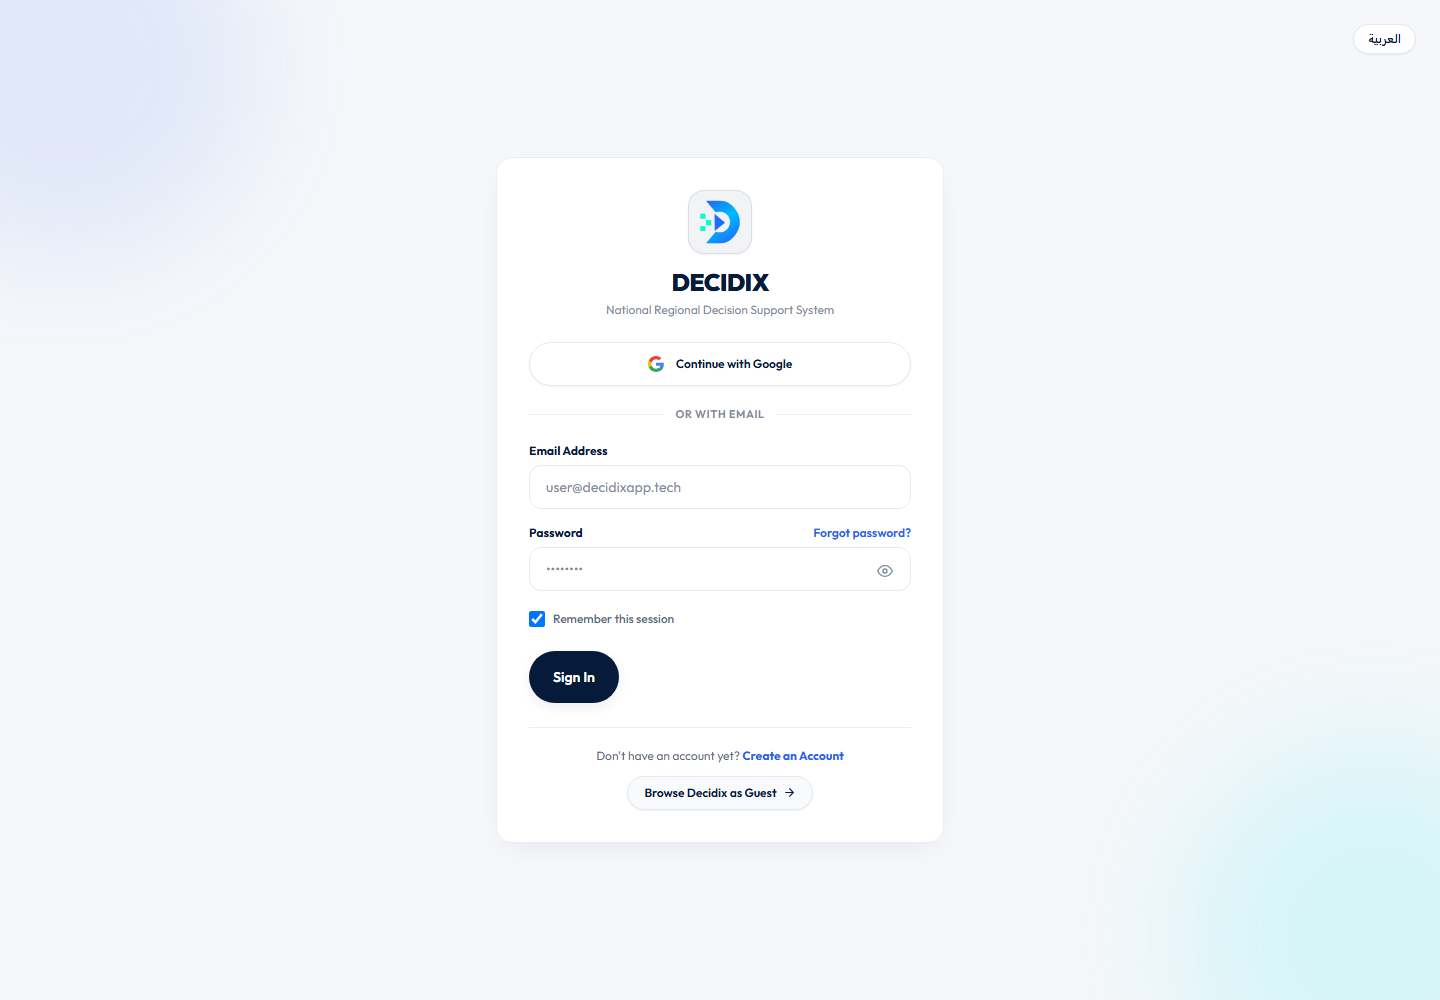 العربية
DECIDIX
National Regional Decision Support System
Continue with Google
OR WITH EMAIL
Email Address
user@decidixapp.tech
Password Forgot password?
••••••••
Remember this session
Sign In
Don't have an account yet? Create an Account
Browse Decidix as Guest →